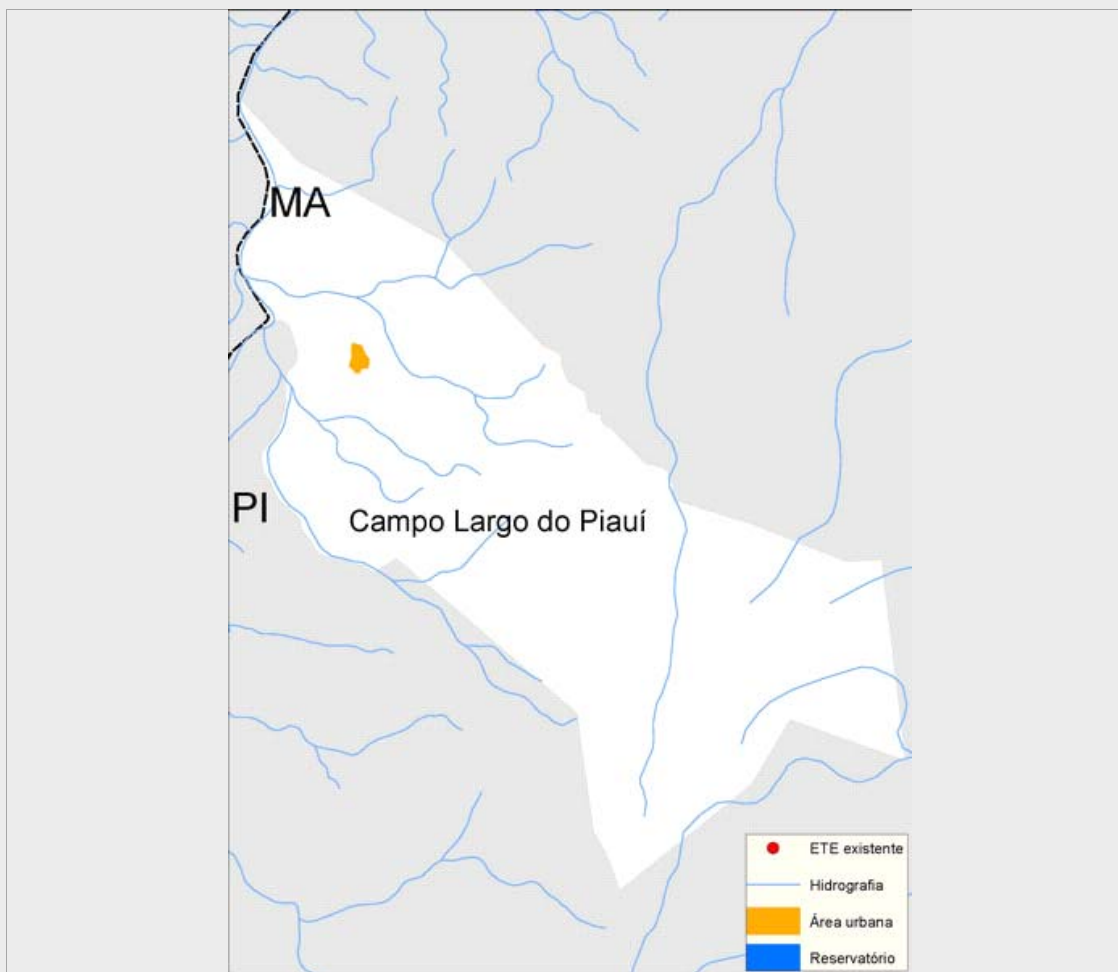 MA
PI
Campo Largo do Piauí
ETE existente
Hidrografia
Área urbana
Reservatório